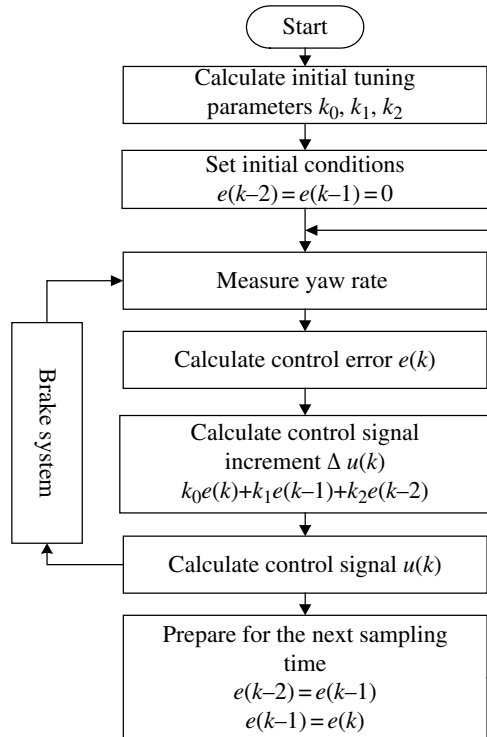 Start
Calculate initial tuning
parameters k₀, k₁, k₂
Set initial conditions
e(k–2) = e(k–1) = 0
Measure yaw rate
Calculate control error e(k)
Brake system
Calculate control signal
increment Δ u(k)
k₀e(k)+k₁e(k–1)+k₂e(k–2)
Calculate control signal u(k)
Prepare for the next sampling
time
e(k–2) = e(k–1)
e(k–1) = e(k)